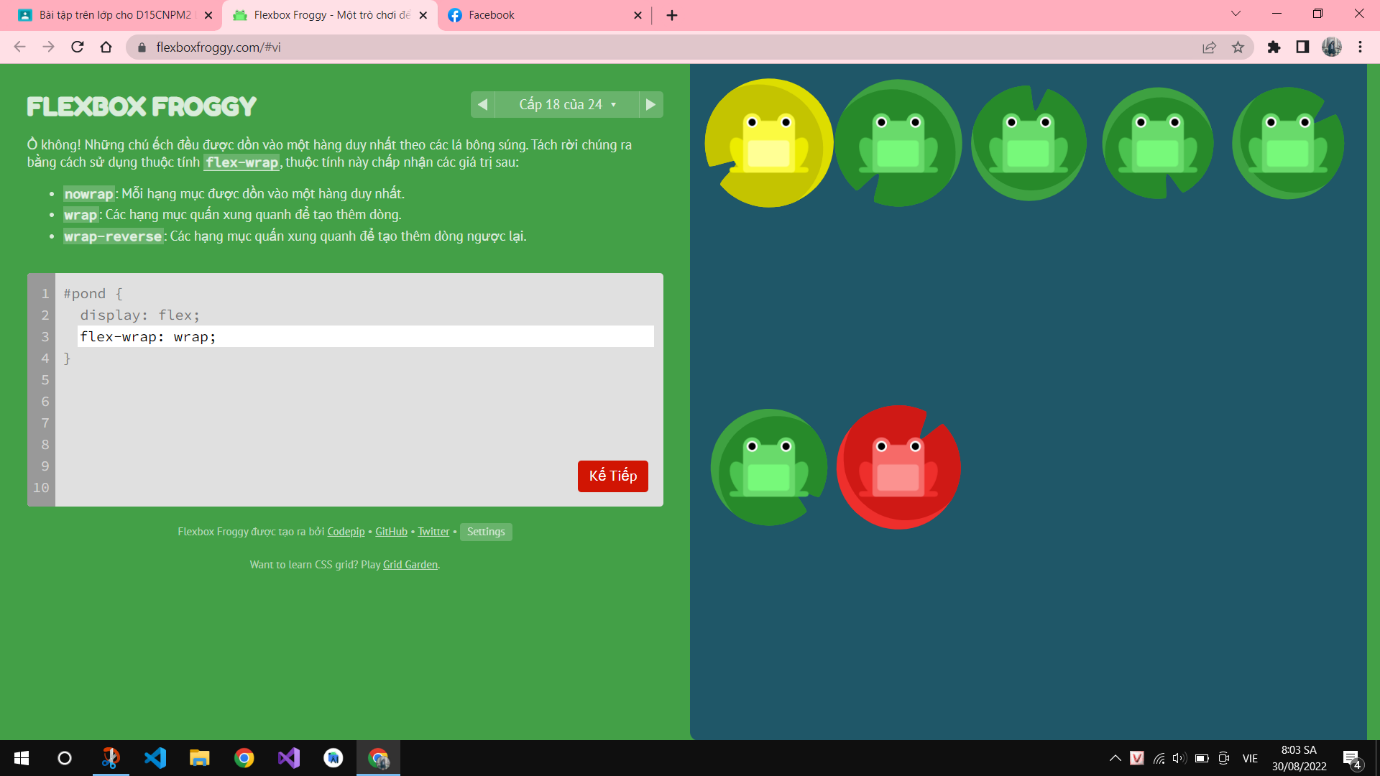 Bài tập trên lớp cho D15CNPM2
Flexbox Froggy - Một trò chơi để
Facebook
flexboxfroggy.com/#vi
FLEXBOX FROGGY
Cấp 18 của 24
Ồ không! Những chú ếch đều được dồn vào một hàng duy nhất theo các lá bông súng. Tách rời chúng ra
bằng cách sử dụng thuộc tính flex-wrap, thuộc tính này chấp nhận các giá trị sau:
• nowrap: Mỗi hạng mục được dồn vào một hàng duy nhất.
• wrap: Các hạng mục quấn xung quanh để tạo thêm dòng.
• wrap-reverse: Các hạng mục quấn xung quanh để tạo thêm dòng ngược lại.
1 #pond {
2 display: flex;
3 flex-wrap: wrap;
4 }
5
6
7
8
9
10
Kế Tiếp
Flexbox Froggy được tạo ra bởi Codepip • GitHub • Twitter • Settings
Want to learn CSS grid? Play Grid Garden.
VIE
8:03 SA
30/08/2022
4